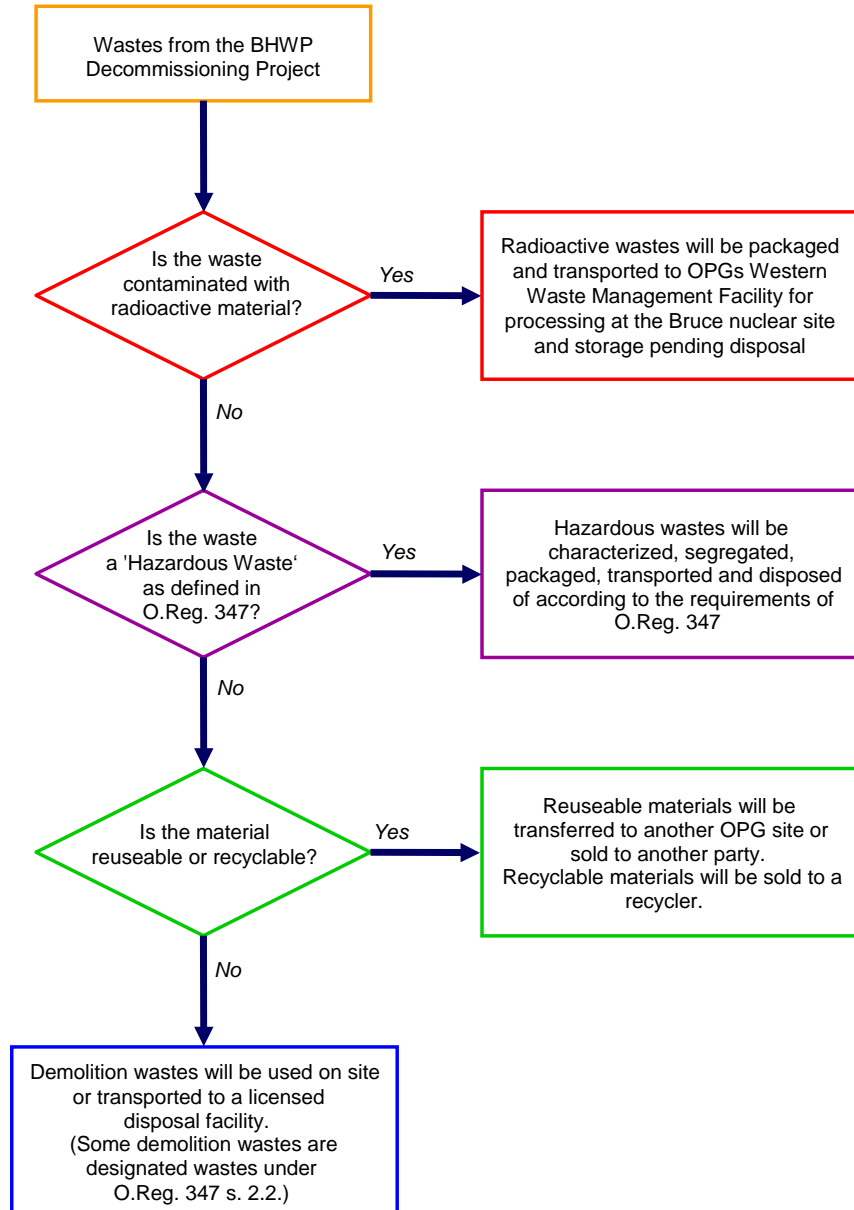 Wastes from the BHWP
Decommissioning Project
Is the waste
contaminated with
radioactive material?
Yes
Radioactive wastes will be packaged
and transported to OPGs Western
Waste Management Facility for
processing at the Bruce nuclear site
and storage pending disposal
No
Is the waste
a 'Hazardous Waste‘
as defined in
O.Reg. 347?
Yes
Hazardous wastes will be
characterized, segregated,
packaged, transported and disposed
of according to the requirements of
O.Reg. 347
No
Is the material
reuseable or recyclable?
Yes
Reuseable materials will be
transferred to another OPG site or
sold to another party.
Recyclable materials will be sold to a
recycler.
No
Demolition wastes will be used on site
or transported to a licensed
disposal facility.
(Some demolition wastes are
designated wastes under
O.Reg. 347 s. 2.2.)